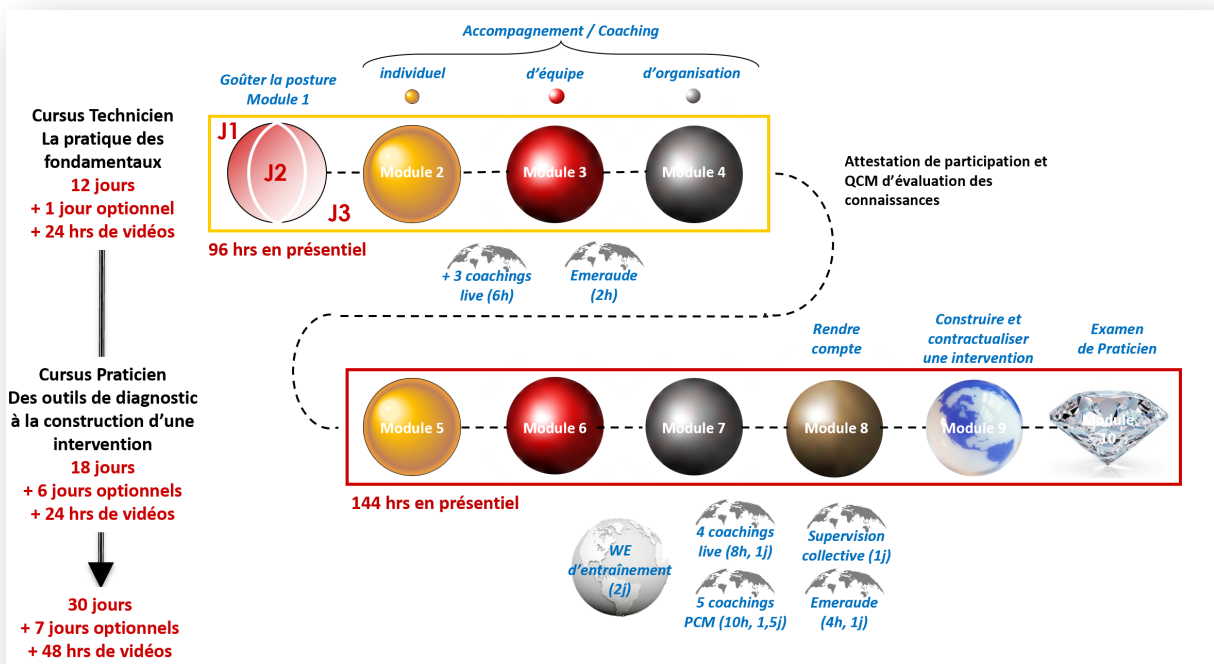 Accompagnement / Coaching
Goûter la posture
Module 1
individuel
d'équipe
d'organisation
Cursus Technicien
La pratique des
fondamentaux
12 jours
+ 1 jour optionnel
+ 24 hrs de vidéos
J1
J2
J3
Module 2
Module 3
Module 4
96 hrs en présentiel
Attestation de participation et
QCM d'évaluation des
connaissances
+ 3 coachings
live (6h)
Emeraude
(2h)
Rendre
compte
Construire et
contractualiser
une intervention
Examen
de Praticien
Cursus Praticien
Des outils de diagnostic
à la construction d'une
intervention
18 jours
+ 6 jours optionnels
+ 24 hrs de vidéos
Module 5
Module 6
Module 7
Module 8
Module 9
Module
10
144 hrs en présentiel
WE
d'entraînement
(2j)
4 coachings
live (8h, 1j)
Supervision
collective (1j)
5 coachings
PCM (10h, 1,5j)
Emeraude
(4h, 1j)
30 jours
+ 7 jours optionnels
+ 48 hrs de vidéos